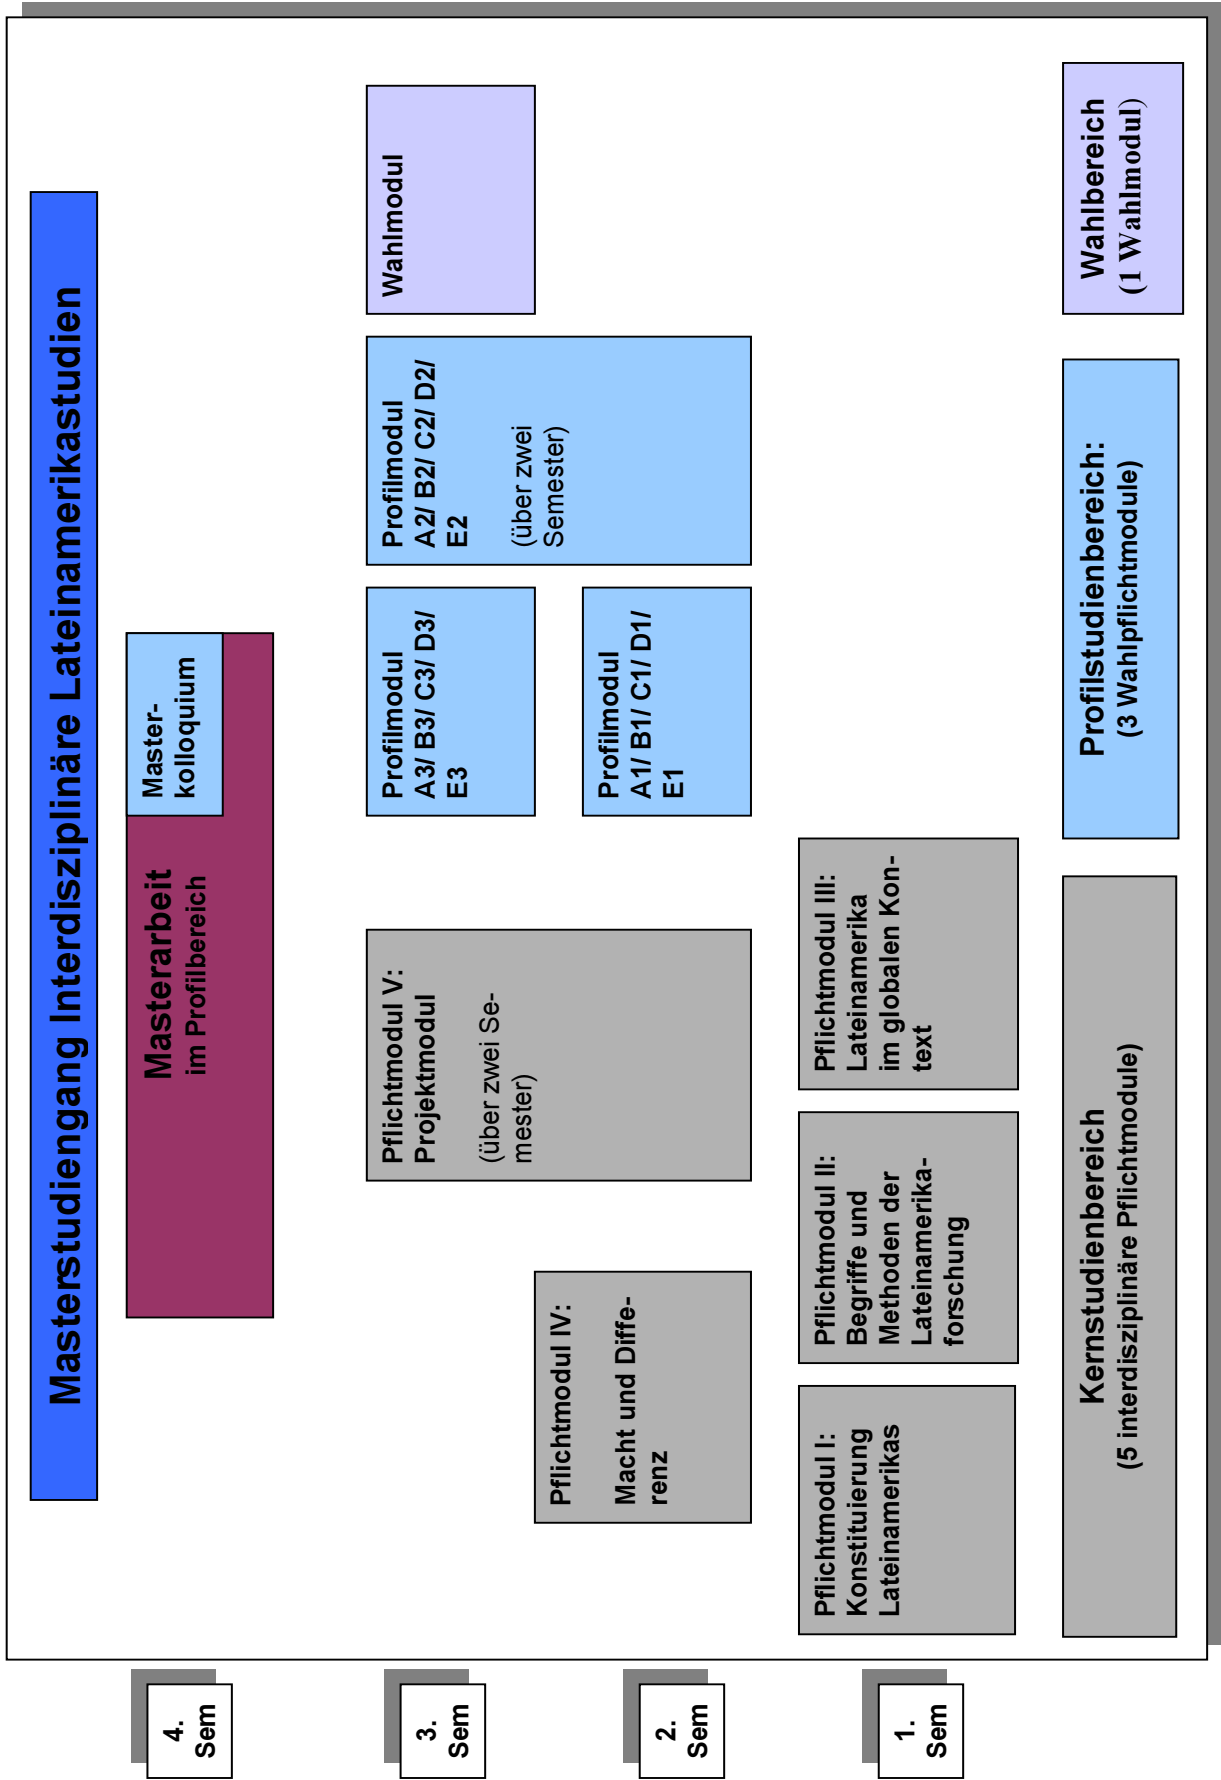 Masterstudiengang Interdisziplinäre Lateinamerikastudien
4.
Sem
Masterarbeit
im Profilbereich
Master-
kolloquium
3.
Sem
Pflichtmodul V:
Projektmodul
(über zwei Se-
mester)
Profilmodul
A3/ B3/ C3/ D3/
E3
Profilmodul
A2/ B2/ C2/ D2/
E2
(über zwei
Semester)
Wahlmodul
2.
Sem
Pflichtmodul IV:
Macht und Diffe-
renz
Profilmodul
A1/ B1/ C1/ D1/
E1
1.
Sem
Pflichtmodul I:
Konstituierung
Lateinamerikas
Pflichtmodul II:
Begriffe und
Methoden der
Lateinamerika-
forschung
Pflichtmodul III:
Lateinamerika
im globalen Kon-
text
Kernstudienbereich
(5 interdisziplinäre Pflichtmodule)
Profilstudienbereich:
(3 Wahlpflichtmodule)
Wahlbereich
(1 Wahlmodul)